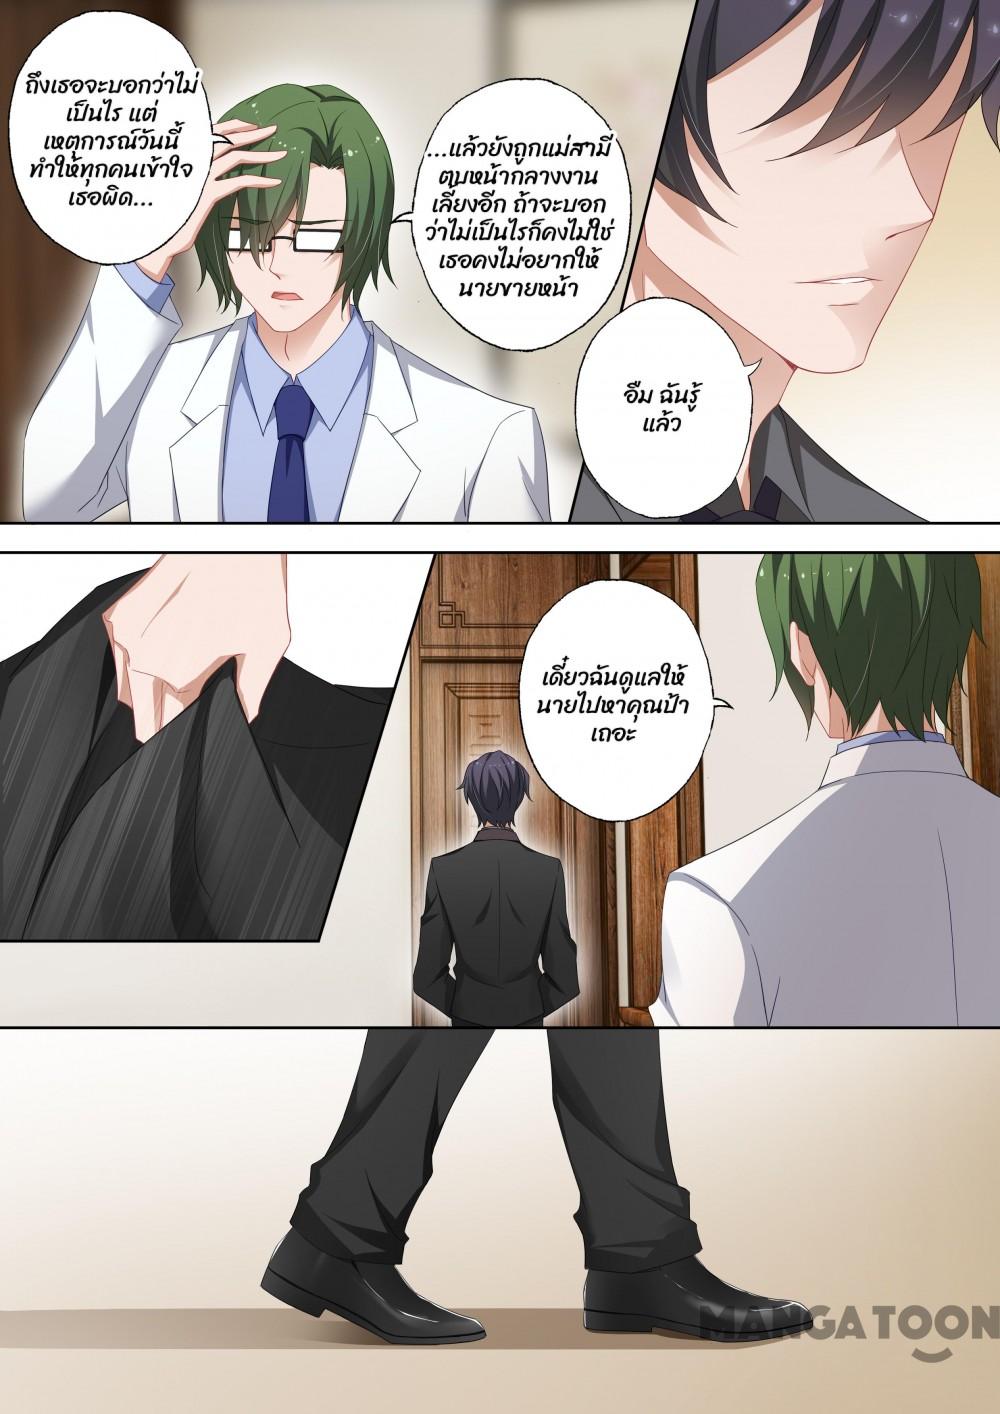 ถึงเธอจะบอกว่าไม่
เป็นไร แต่
เหตุการณ์วันนี้
ทำให้ทุกคนเข้าใจ
เธอผิด...
...แล้วยังถูกแม่สามี
ตบหน้ากลางงาน
เลี้ยงอีก ถ้าจะบอก
ว่าไม่เป็นไรก็คงไม่ใช่
เธอคงไม่อยากให้
นายขายหน้า
อืม ฉันรู้
แล้ว
เดี๋ยวฉันดูแลให้
นายไปหาคุณป้า
เถอะ
MANGATOON